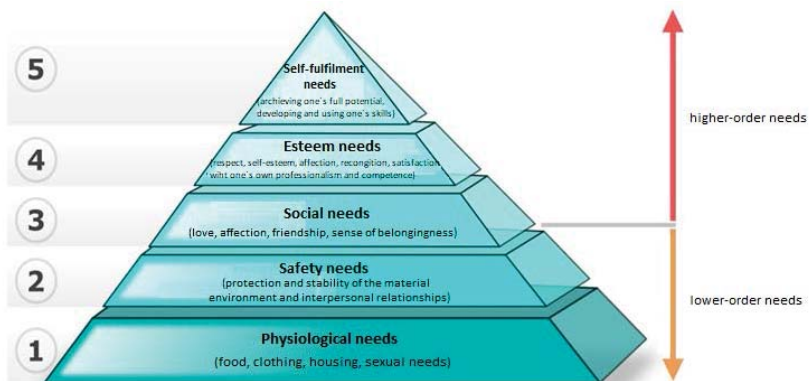 5
Self-fulfilment
needs
(archieving one`s full potential,
developing and using one`s skills)
higher-order needs
4
Esteem needs
(respect, self-esteem, affection, recongition, satisfaction
wiht one`s own professionalism and competence)
3
Social needs
(love, affection, friendship, sense of belongingness)
2
Safety needs
(protection and stability of the material
environment and interpersonal relationships)
lower-order needs
1
Physiological needs
(food, clothing, housing, sexual needs)